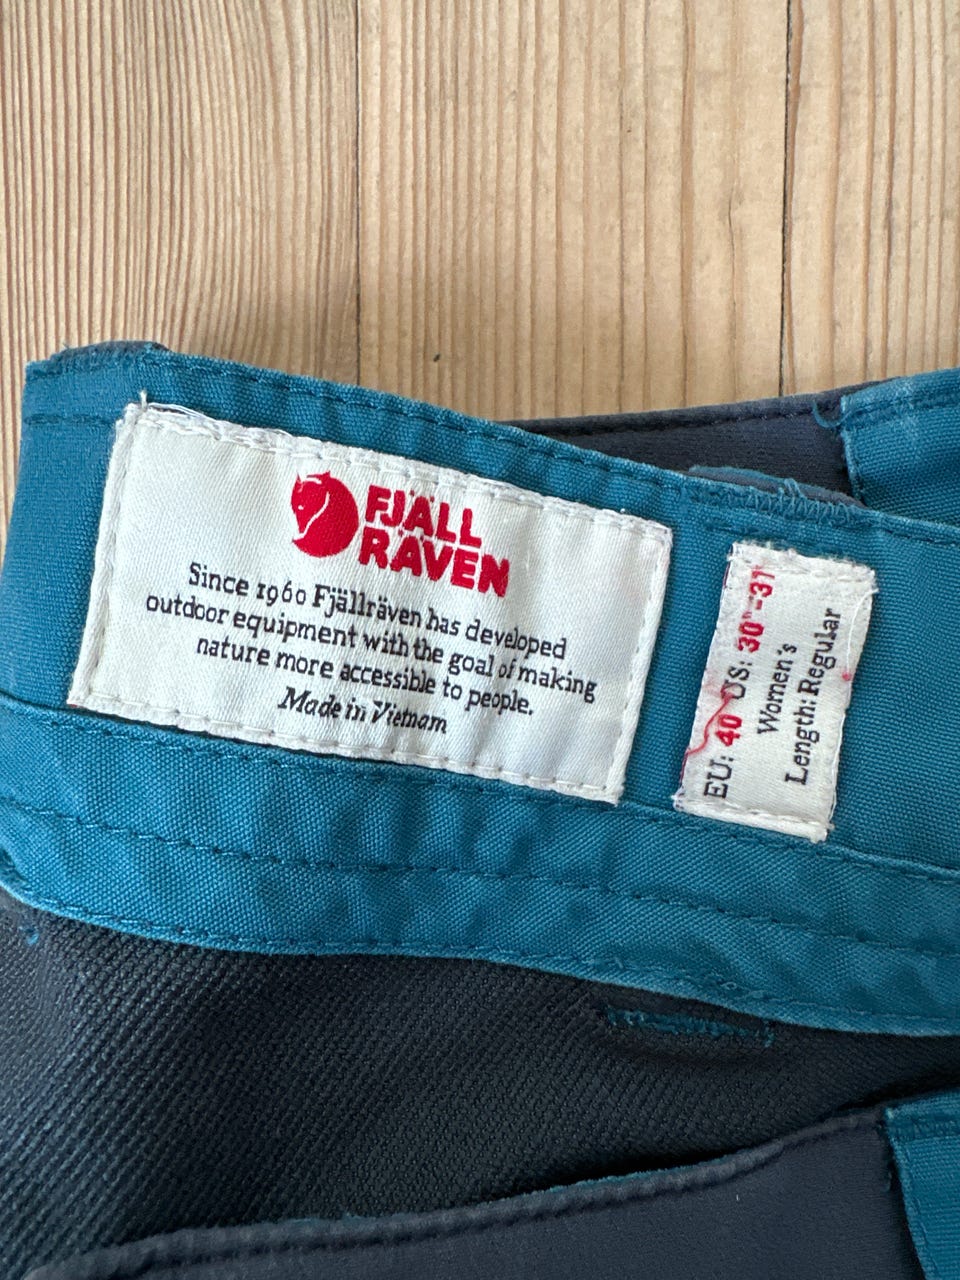 FJÄLL
RÄVEN
Since 1960 Fjällräven has developed
outdoor equipment with the goal of making
nature more accessible to people.
Made in Vietnam
EU: 40 US: 30"-31
Women's
Length: Regular